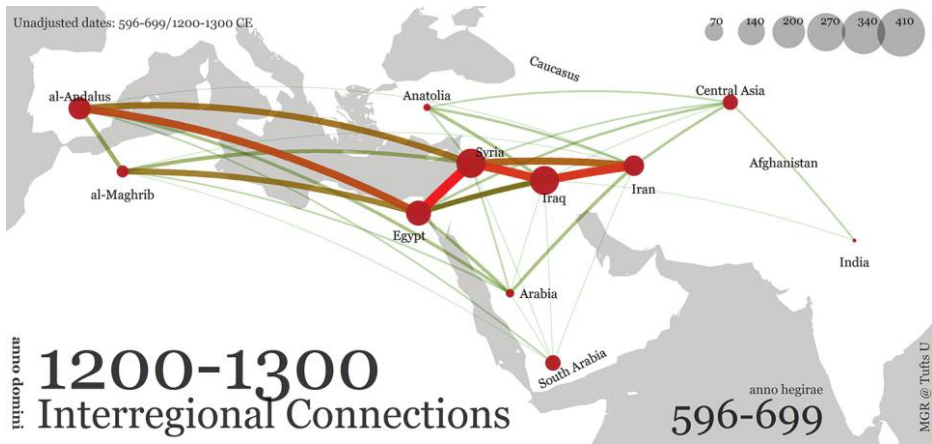 Unadjusted dates: 596-699/1200-1300 CE
70 140 200 270 340 410
Caucasus
al-Andalus
Anatolia
Central Asia
Syria
Afghanistan
al-Maghrib
Iraq
Iran
Egypt
India
Arabia
South Arabia
anno domini
1200-1300
Interregional Connections
anno hegirae
596-699
MGR @ Tufts U